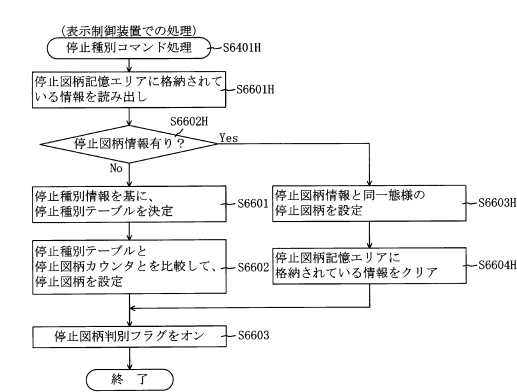 (表示制御装置での処理)
停止種別コマンド処理
S6401H
停止図柄記憶エリアに格納されて
いる情報を読み出し
S6601H
S6602H
停止図柄情報有り?
Yes
No
停止種別情報を基に、
停止種別テーブルを決定
S6601
停止図柄情報と同一態様の
停止図柄を設定
S6603H
停止種別テーブルと
停止図柄カウンタとを比較して、
停止図柄を設定
S6602
停止図柄記憶エリアに
格納されている情報をクリア
S6604H
停止図柄判別フラグをオン
S6603
終 了